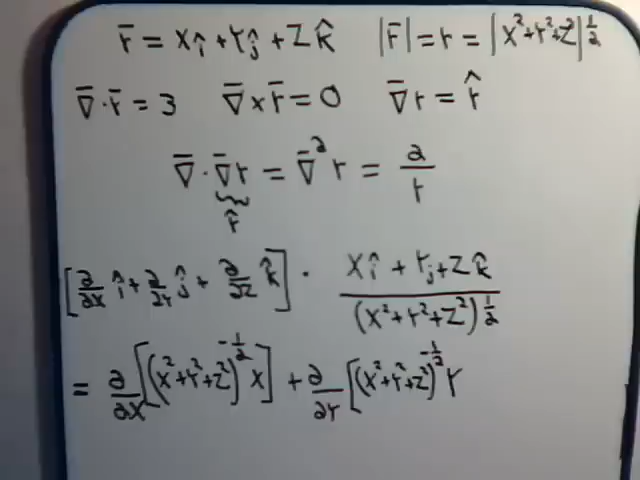 r̄ = xî + yĵ + zk̂   |r̄| = r = |x²+y²+z²|^½
∇̄·r̄ = 3   ∇̄×r̄ = 0   ∇̄r = r̂
∇̄·∇̄r = ∇̄²r = 2/r
r̂
[∂/∂x î + ∂/∂y ĵ + ∂/∂z k̂] · (xî + yĵ + zk̂)/(x²+y²+z²)^½
= ∂/∂x[(x²+y²+z²)^-½ x] + ∂/∂y[(x²+y²+z²)^-½ y